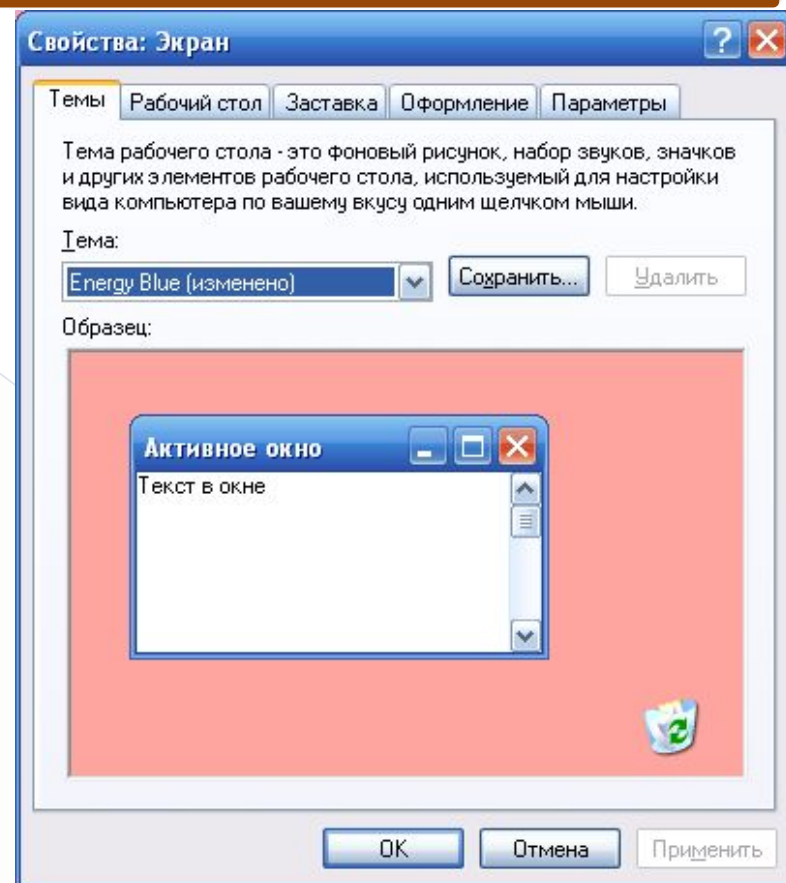 Свойства: Экран
Темы Рабочий стол Заставка Оформление Параметры
Тема рабочего стола - это фоновый рисунок, набор звуков, значков
и других элементов рабочего стола, используемый для настройки
вида компьютера по вашему вкусу одним щелчком мыши.
Тема:
Energy Blue (изменено) Сохранить... Удалить
Образец:
Активное окно
Текст в окне
OK Отмена Применить